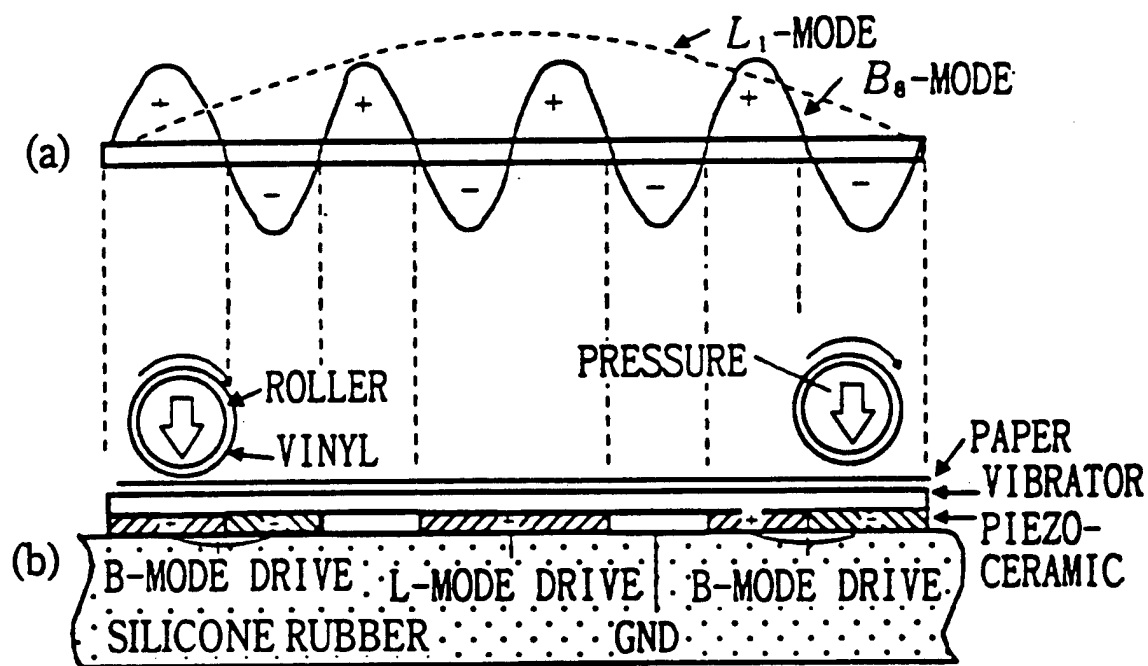 L₁-MODE
B₈-MODE
+ + + +
(a)
- - - -
PRESSURE
ROLLER
VINYL
PAPER
VIBRATOR
PIEZO-
CERAMIC
- - + + -
(b)
B-MODE DRIVE L-MODE DRIVE B-MODE DRIVE
SILICONE RUBBER GND